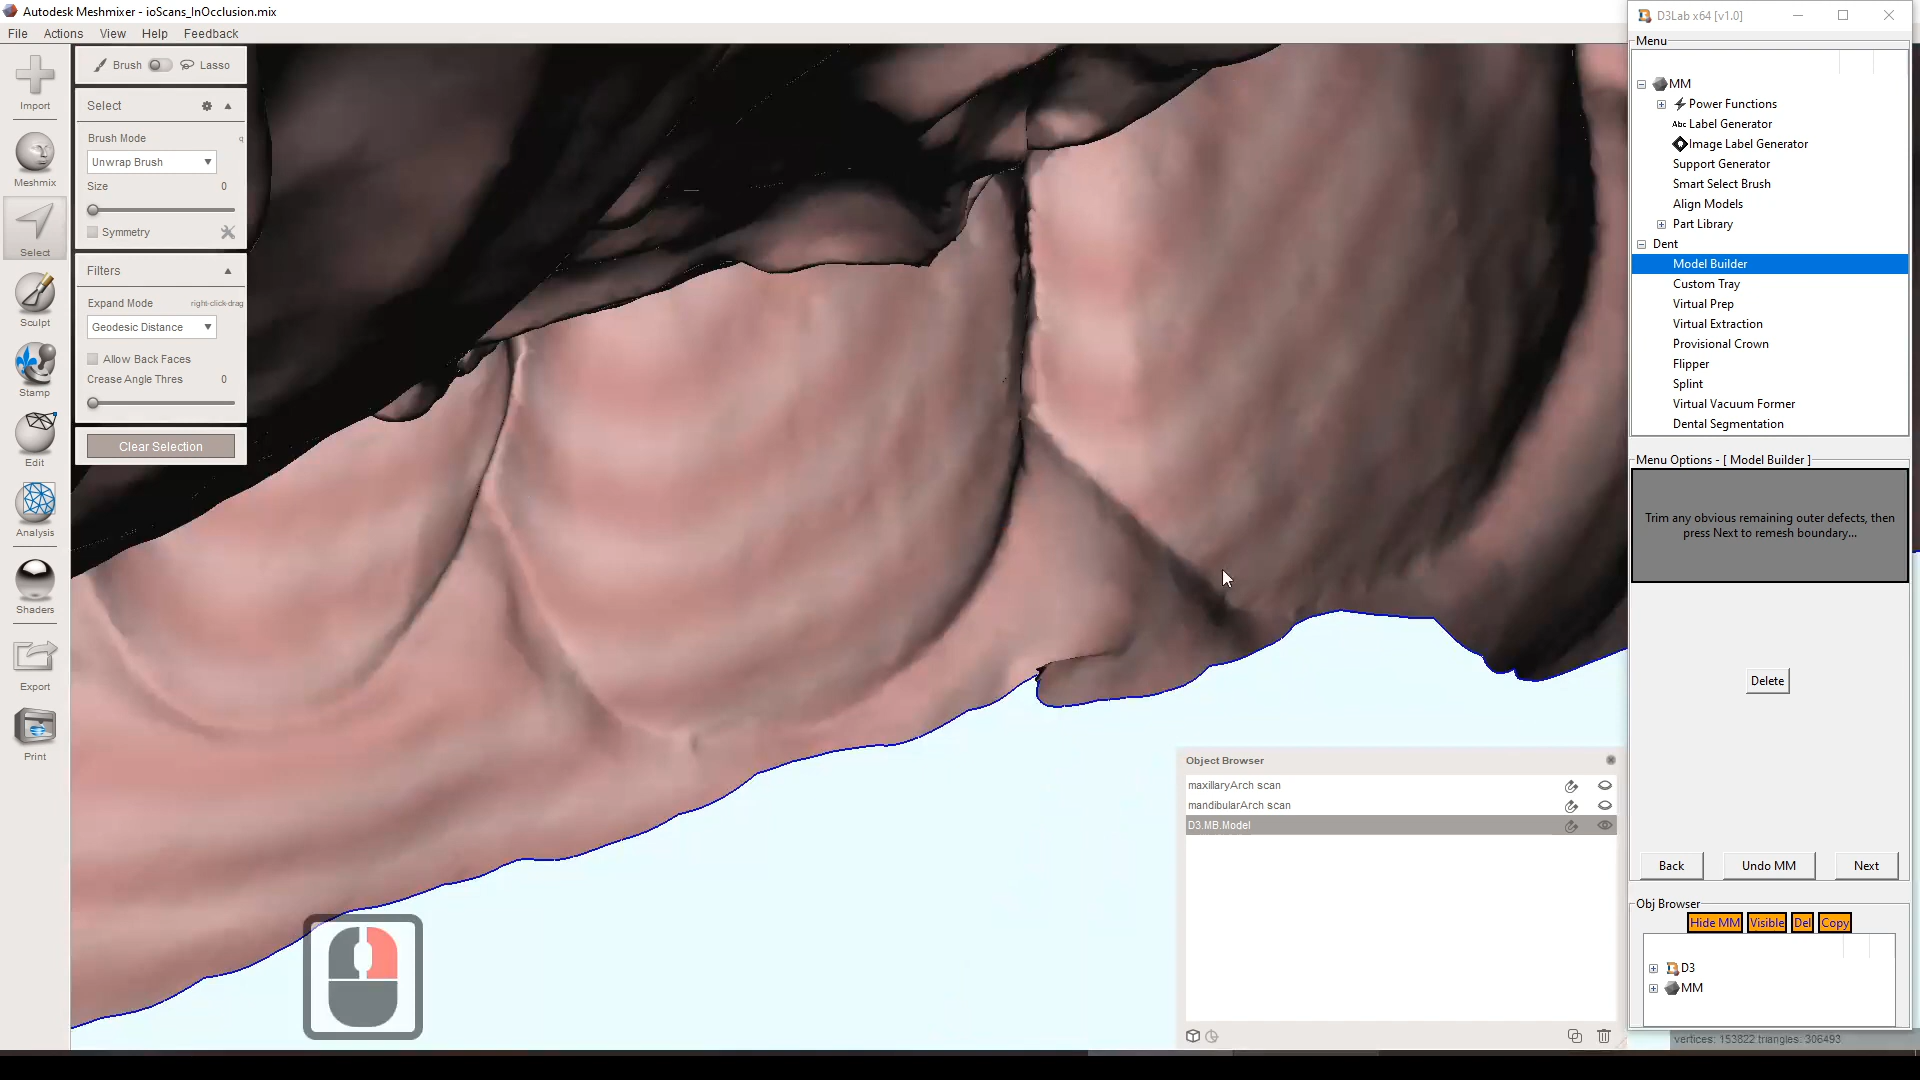 Autodesk Meshmixer - ioScans_InOcclusion.mix
File Actions View Help Feedback
Import
Meshmix
Select
Sculpt
Stamp
Edit
Analysis
Shaders
Export
Print
Brush Lasso
Select
Brush Mode q
Unwrap Brush
Size 0
Symmetry
Filters
Expand Mode right-click-drag
Geodesic Distance
Allow Back Faces
Crease Angle Thres 0
Clear Selection
Object Browser
maxillaryArch scan
mandibularArch scan
D3.MB.Model
D3Lab x64 [v1.0]
Menu
MM
Power Functions
Abc Label Generator
Image Label Generator
Support Generator
Smart Select Brush
Align Models
Part Library
Dent
Model Builder
Custom Tray
Virtual Prep
Virtual Extraction
Provisional Crown
Flipper
Splint
Virtual Vacuum Former
Dental Segmentation
Menu Options - [ Model Builder ]
Trim any obvious remaining outer defects, then
press Next to remesh boundary...
Delete
Back Undo MM Next
Obj Browser
Hide MM Visible Del Copy
D3
MM
vertices: 153822 triangles: 306493